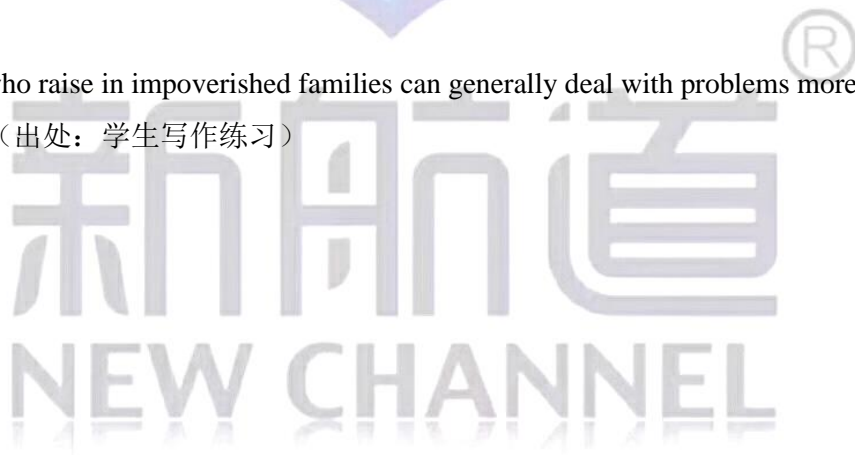 who raise in impoverished families can generally deal with problems more
（出处：学生写作练习）
®
新航道
NEW CHANNEL